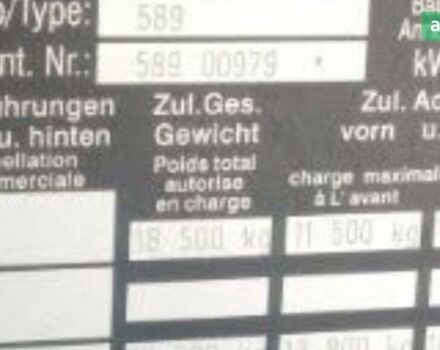 /Type: 589
nt. Nr.: 589 00979 *
kW
hrungen Zul.Ges. Zul. Ac
u. hinten Gewicht vorn u
ellation Poids total
merciale autorise charge maximale
en charge à L'avant
18 500 kg 11 500 kg